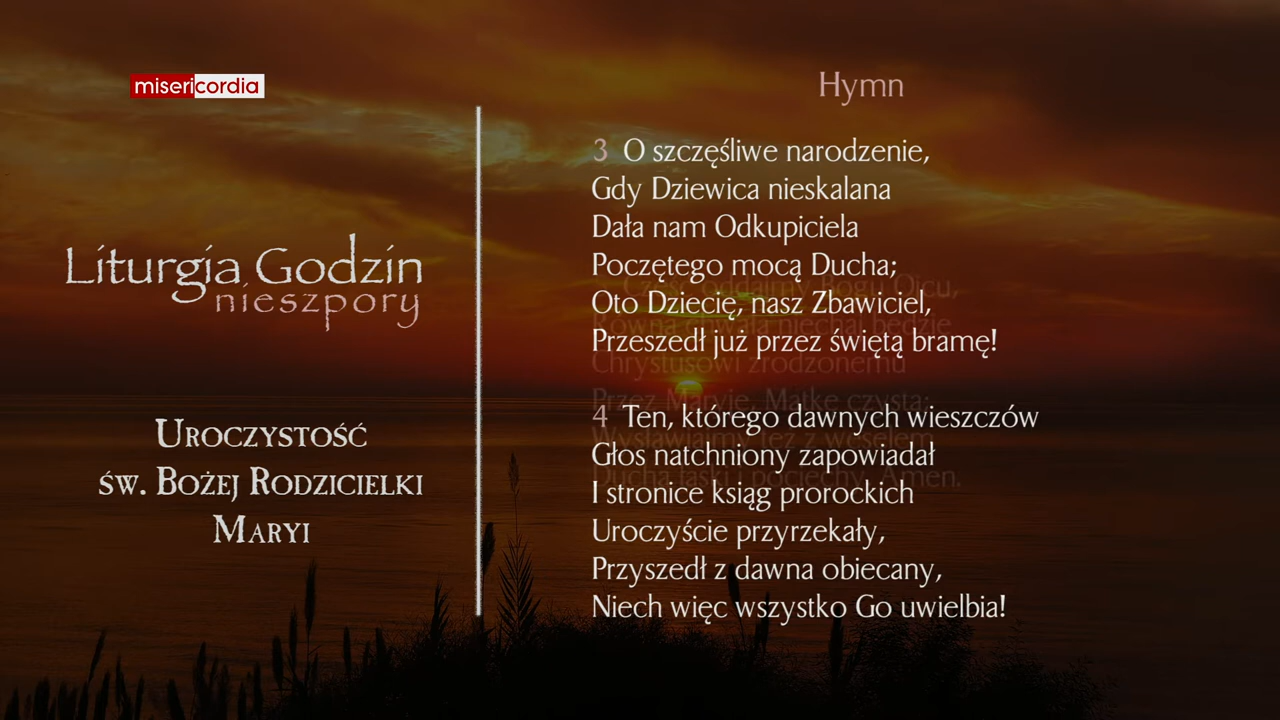 misericordia
Liturgia Godzin
nieszpory
Uroczystość
św. Bożej Rodzicielki
Maryi
Hymn
3 O szczęśliwe narodzenie,
Gdy Dziewica nieskalana
Dała nam Odkupiciela
Poczętego mocą Ducha;
Oto Dziecię, nasz Zbawiciel,
Przeszedł już przez świętą bramę!
4 Ten, którego dawnych wieszczów
Głos natchniony zapowiadał
I stronice ksiąg prorockich
Uroczyście przyrzekały,
Przyszedł z dawna obiecany,
Niech więc wszystko Go uwielbia!